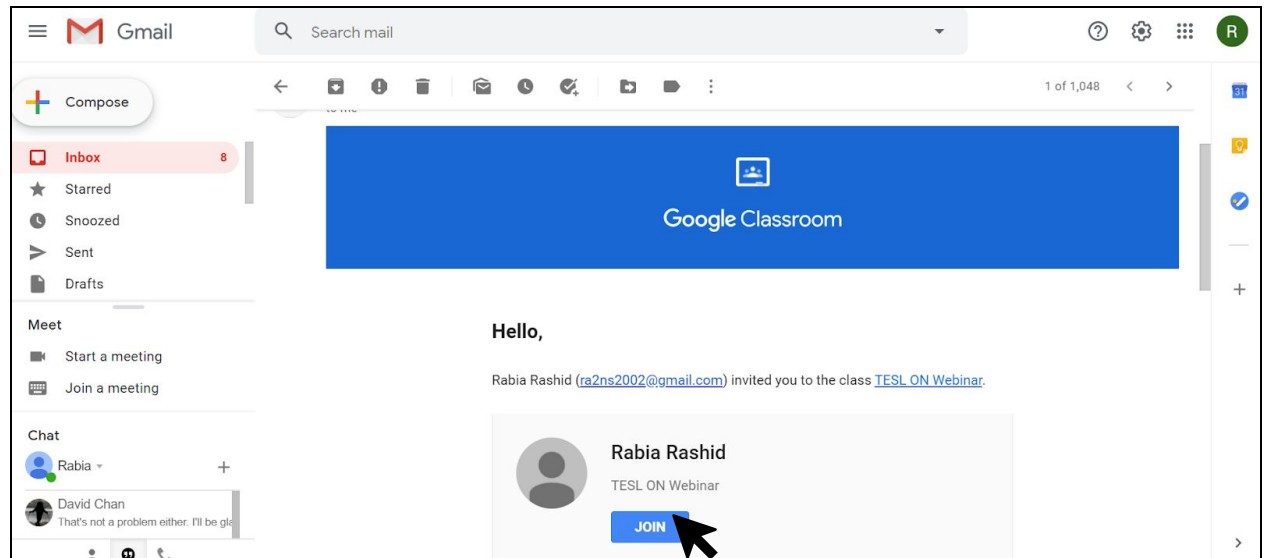 Gmail
Search mail
R
Compose
1 of 1,048
31
Inbox 8
Starred
Snoozed
Sent
Drafts
Google Classroom
Meet
Start a meeting
Join a meeting
Hello,
Rabia Rashid (ra2ns2002@gmail.com) invited you to the class TESL ON Webinar.
Chat
Rabia
David Chan
That's not a problem either. I'll be
Rabia Rashid
TESL ON Webinar
JOIN